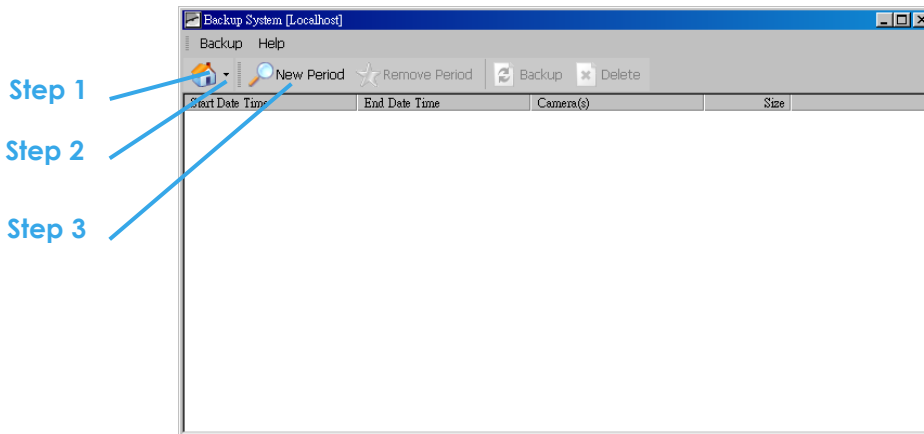 Backup System [Localhost]
Backup Help
New Period Remove Period Backup Delete
Step 1
Start Date Time End Date Time Camera(s) Size
Step 2
Step 3